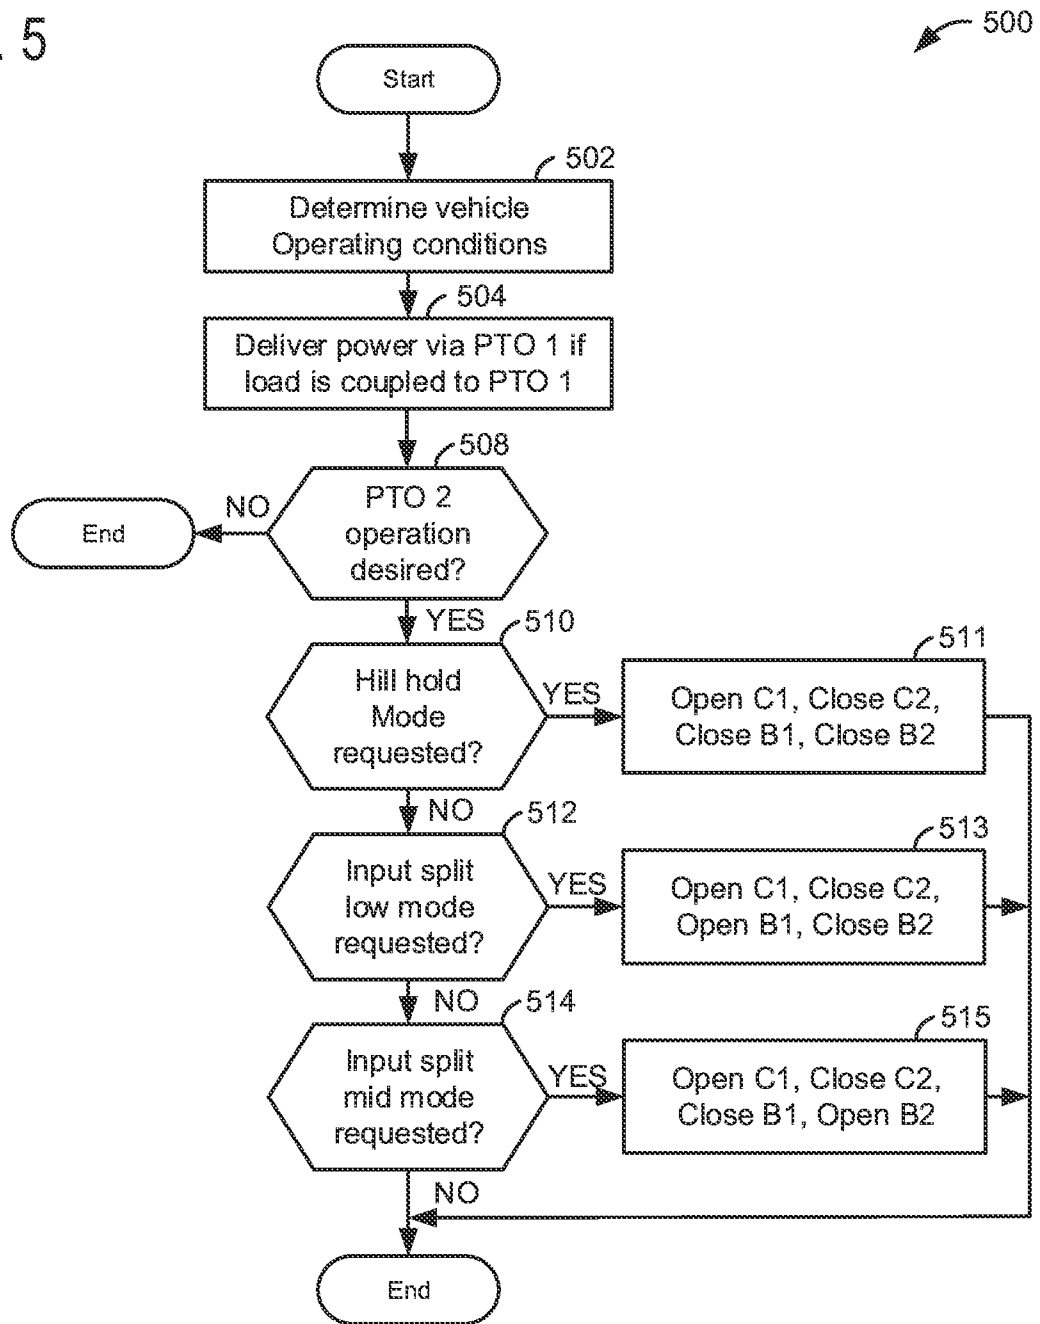 . 5
500
Start
502
Determine vehicle
Operating conditions
504
Deliver power via PTO 1 if
load is coupled to PTO 1
508
PTO 2
operation
desired?
NO
End
YES
510
Hill hold
Mode
requested?
YES
511
Open C1, Close C2,
Close B1, Close B2
NO
512
Input split
low mode
requested?
YES
513
Open C1, Close C2,
Open B1, Close B2
NO
514
Input split
mid mode
requested?
YES
515
Open C1, Close C2,
Close B1, Open B2
NO
End